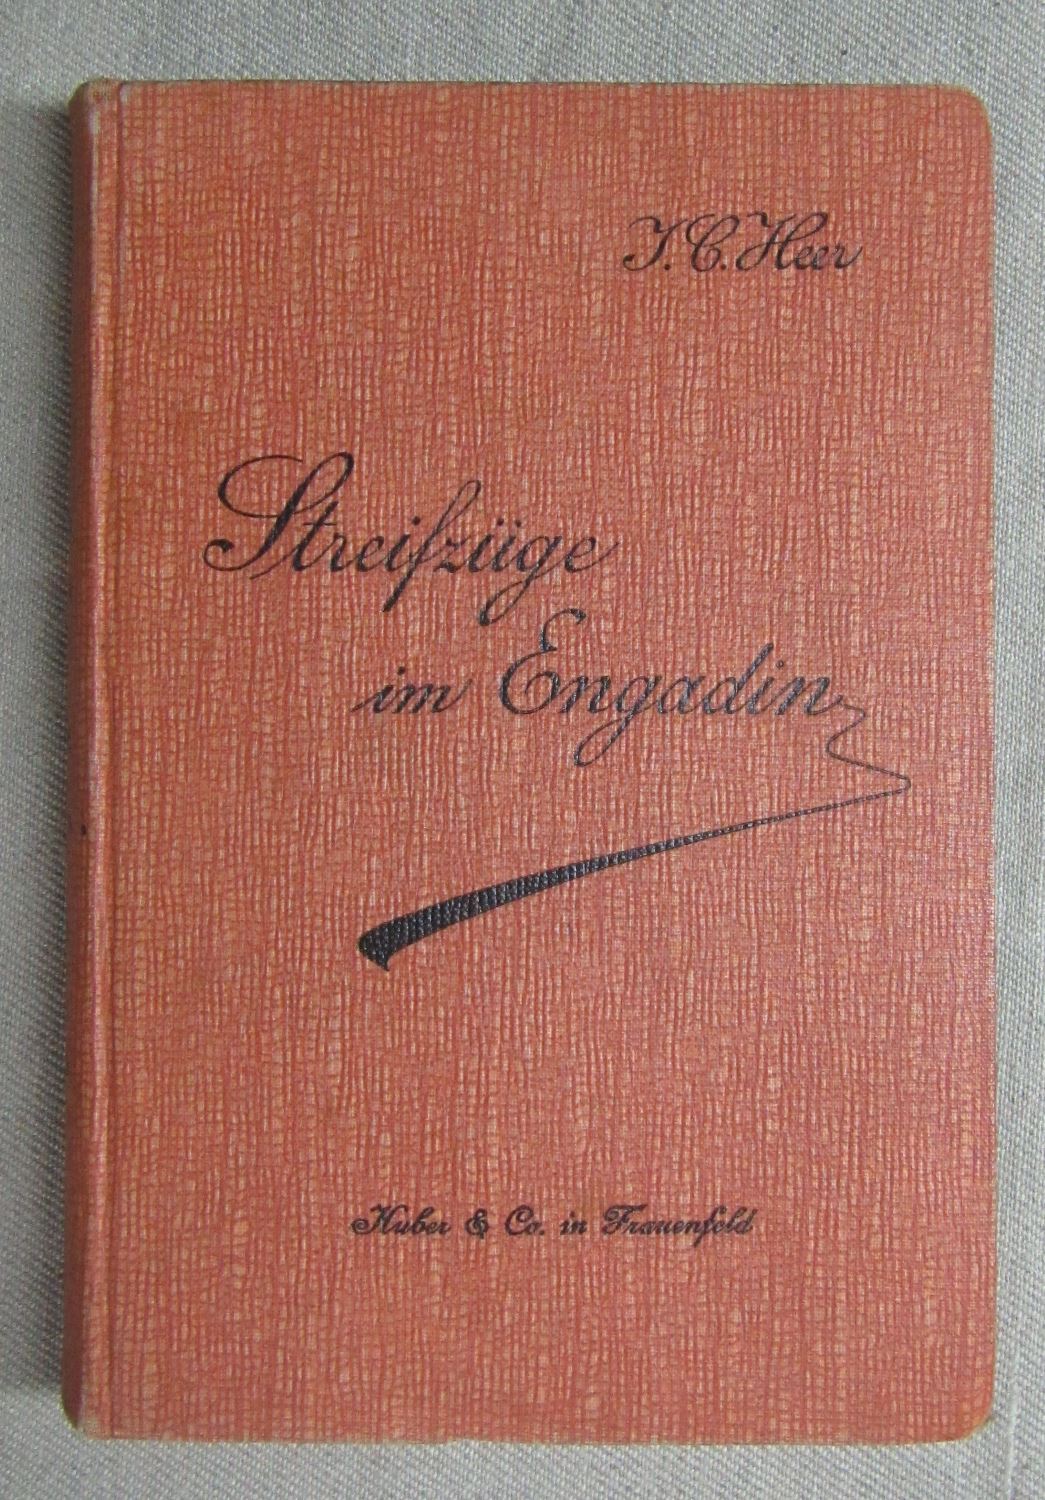 J. C. Heer
Streifzüge
im Engadin
Huber & Co. in Frauenfeld